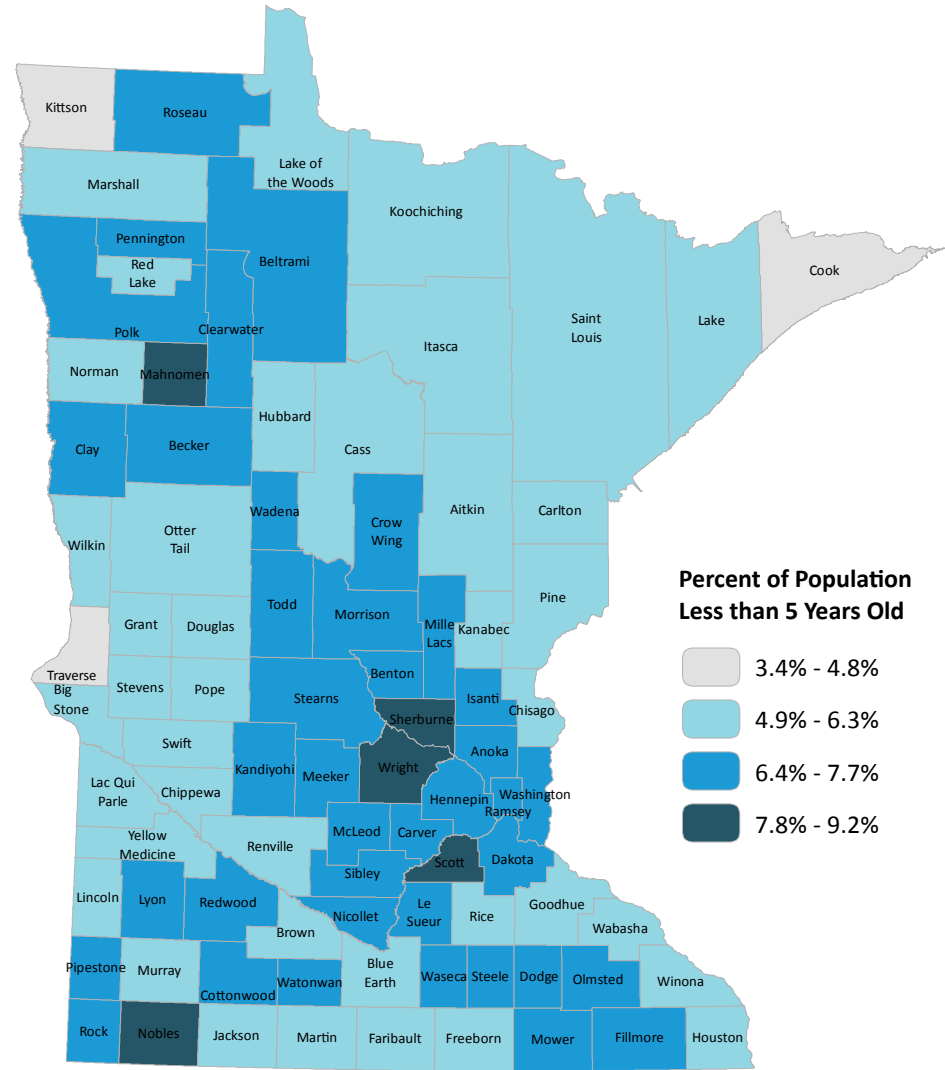 Kittson
Roseau
Lake of
the Woods
Marshall
Koochiching
Pennington
Beltrami
Red
Lake
Cook
Saint
Louis
Lake
Polk
Clearwater
Itasca
Norman
Mahnomen
Hubbard
Cass
Clay
Becker
Wadena
Crow
Wing
Aitkin
Carlton
Otter
Tail
Wilkin
Percent of Population
Less than 5 Years Old
3.4% - 4.8%
4.9% - 6.3%
6.4% - 7.7%
7.8% - 9.2%
Pine
Todd
Morrison
Mille
Lacs
Kanabec
Grant
Douglas
Traverse
Big
Stone
Stevens
Pope
Stearns
Benton
Isanti
Chisago
Sherburne
Swift
Anoka
Kandiyohi
Meeker
Wright
Lac Qui
Parle
Chippewa
Hennepin
Washington
Ramsey
Yellow
Medicine
Renville
McLeod
Carver
Scott
Dakota
Sibley
Lincoln
Lyon
Redwood
Nicollet
Le
Sueur
Rice
Goodhue
Brown
Wabasha
Pipestone
Murray
Cottonwood
Watonwan
Blue
Earth
Waseca
Steele
Dodge
Olmsted
Winona
Rock
Nobles
Jackson
Martin
Faribault
Freeborn
Mower
Fillmore
Houston